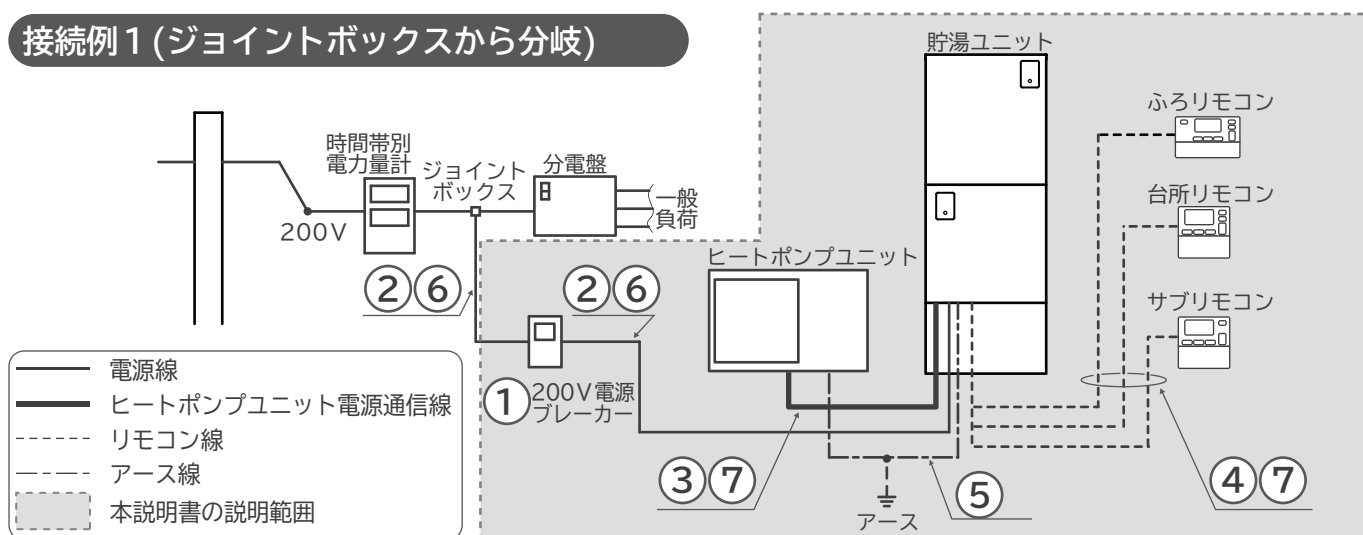 接続例1(ジョイントボックスから分岐)
貯湯ユニット
ふろリモコン
時間帯別
電力量計
ジョイント
ボックス
分電盤
一般
負荷
200V
台所リモコン
ヒートポンプユニット
②⑥
②⑥
サブリモコン
電源線
ヒートポンプユニット電源通信線
リモコン線
アース線
本説明書の説明範囲
①
200V電源
ブレーカー
③⑦
アース
⑤
④⑦